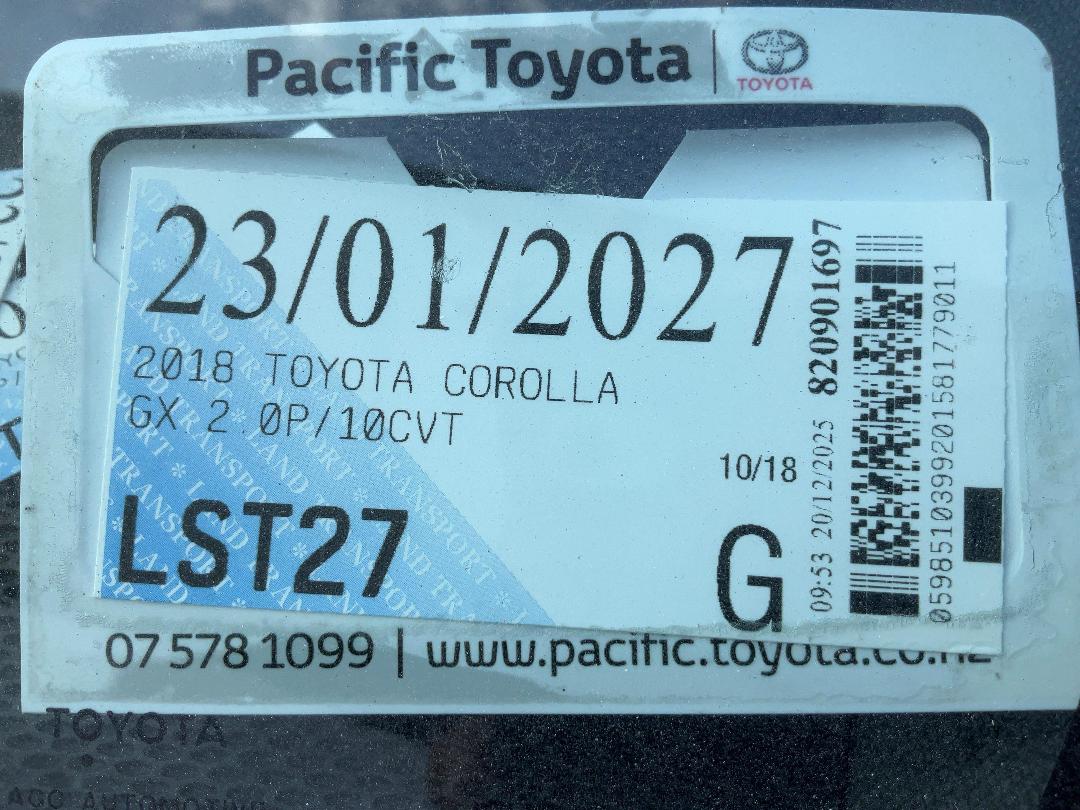 Pacific Toyota
TOYOTA
23/01/2027
2018 TOYOTA COROLLA
GX 2.0P/10CVT
10/18
LST27
G
09:53 20/12/2025 820901697
0598510399201581779011
07 578 1099 | www.pacific.toyota.co.nz
TOYOTA